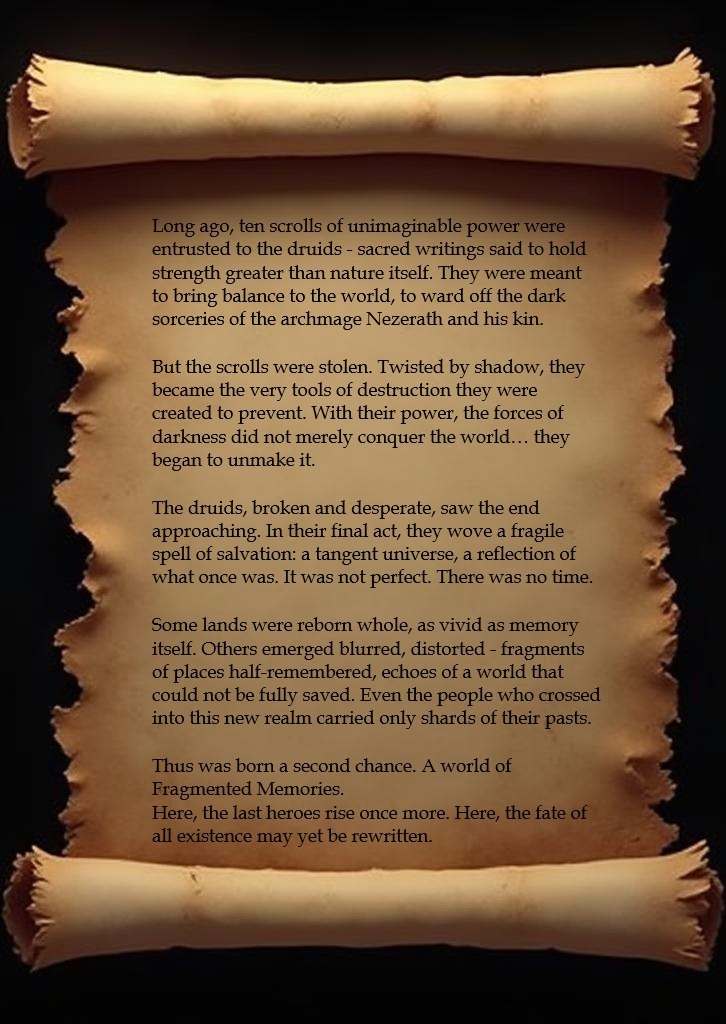 Long ago, ten scrolls of unimaginable power were
entrusted to the druids - sacred writings said to hold
strength greater than nature itself. They were meant
to bring balance to the world, to ward off the dark
sorceries of the archmage Nezerath and his kin.
But the scrolls were stolen. Twisted by shadow, they
became the very tools of destruction they were
created to prevent. With their power, the forces of
darkness did not merely conquer the world… they
began to unmake it.
The druids, broken and desperate, saw the end
approaching. In their final act, they wove a fragile
spell of salvation: a tangent universe, a reflection of
what once was. It was not perfect. There was no time.
Some lands were reborn whole, as vivid as memory
itself. Others emerged blurred, distorted - fragments
of places half-remembered, echoes of a world that
could not be fully saved. Even the people who crossed
into this new realm carried only shards of their pasts.
Thus was born a second chance. A world of
Fragmented Memories.
Here, the last heroes rise once more. Here, the fate of
all existence may yet be rewritten.